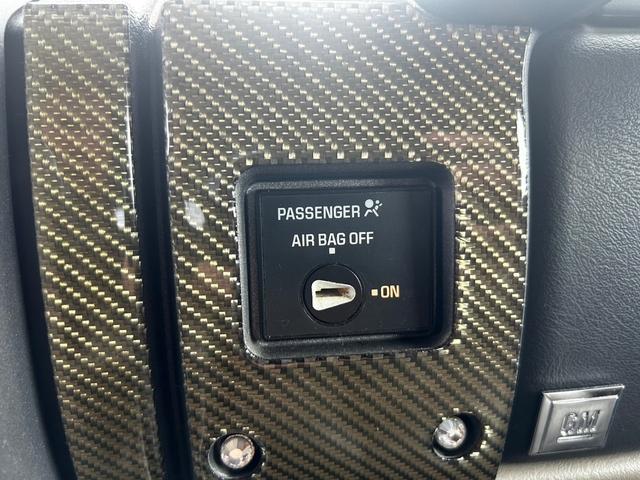 PASSENGER
AIR BAG OFF
ON
GM